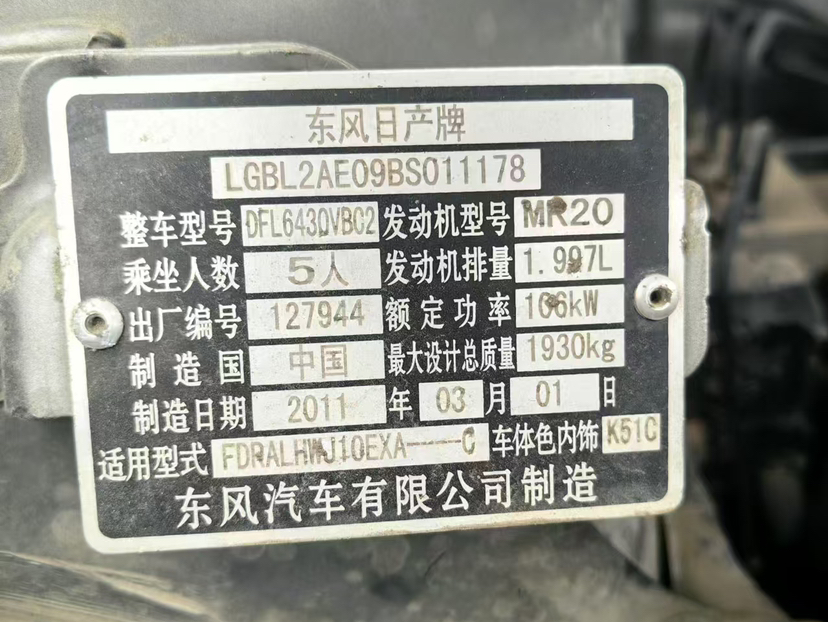 东风日产牌
LGBL2AE09BS011178
整车型号 DFL6430VBC2 发动机型号 MR20
乘坐人数 5人 发动机排量 1.997L
出厂编号 127944 额定功率 106kW
制造国 中国 最大设计总质量 1930kg
制造日期 2011 年 03 月 01 日
适用型式 FDRALHWJ10EXA----C 车体色内饰 K51C
东风汽车有限公司制造